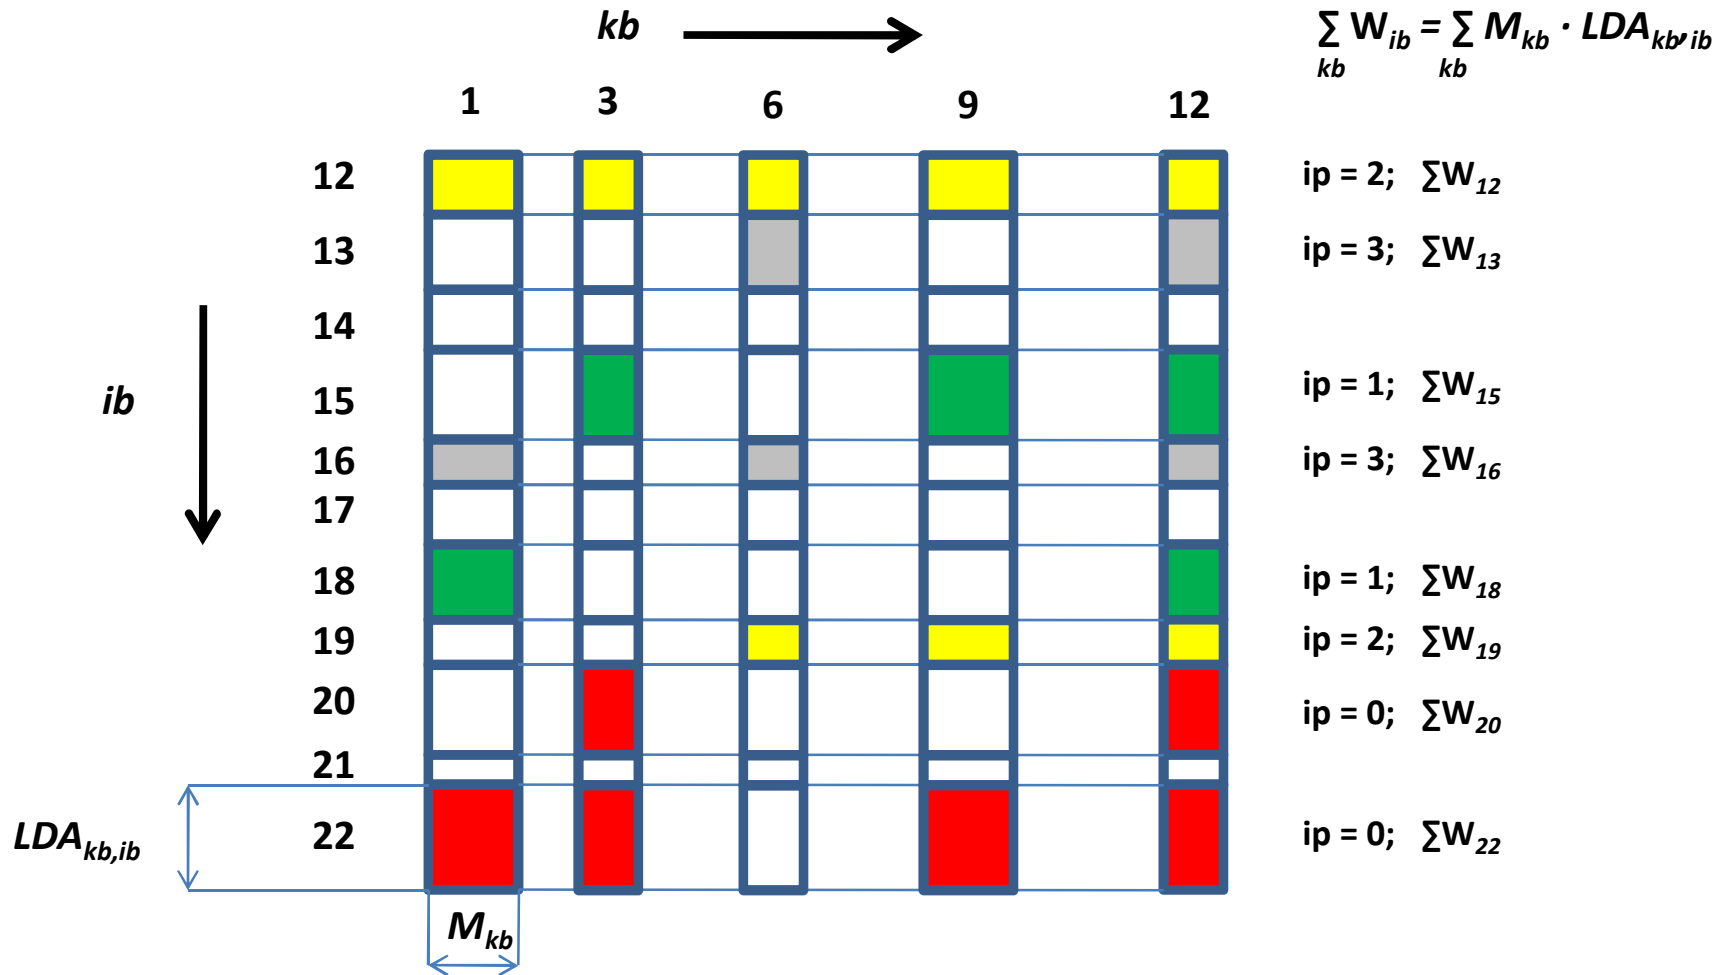 kb
∑ W_ib = ∑ M_kb · LDA_kb,ib
kb kb
1 3 6 9 12
12 ip = 2; ∑W_12
13 ip = 3; ∑W_13
14
15 ip = 1; ∑W_15
ib
16 ip = 3; ∑W_16
17
18 ip = 1; ∑W_18
19 ip = 2; ∑W_19
20 ip = 0; ∑W_20
21
LDA_kb,ib 22 ip = 0; ∑W_22
M_kb